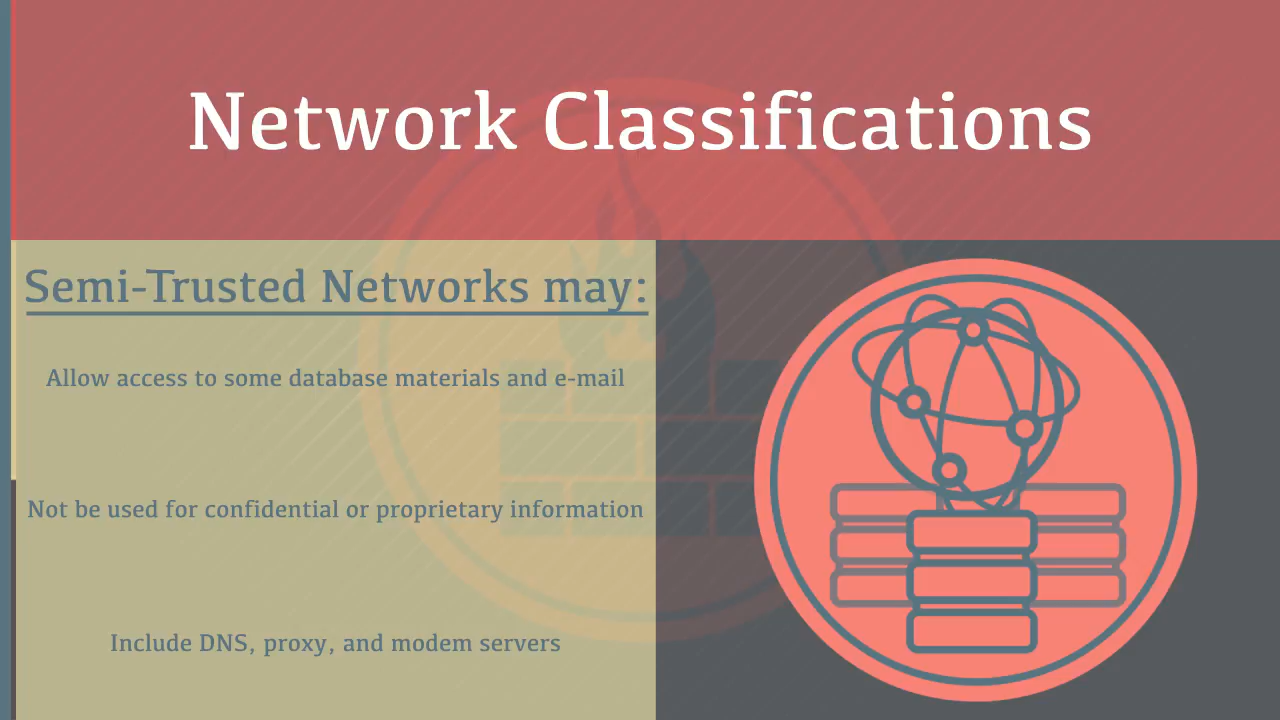 Network Classifications
Semi-Trusted Networks may:
Allow access to some database materials and e-mail
Not be used for confidential or proprietary information
Include DNS, proxy, and modem servers